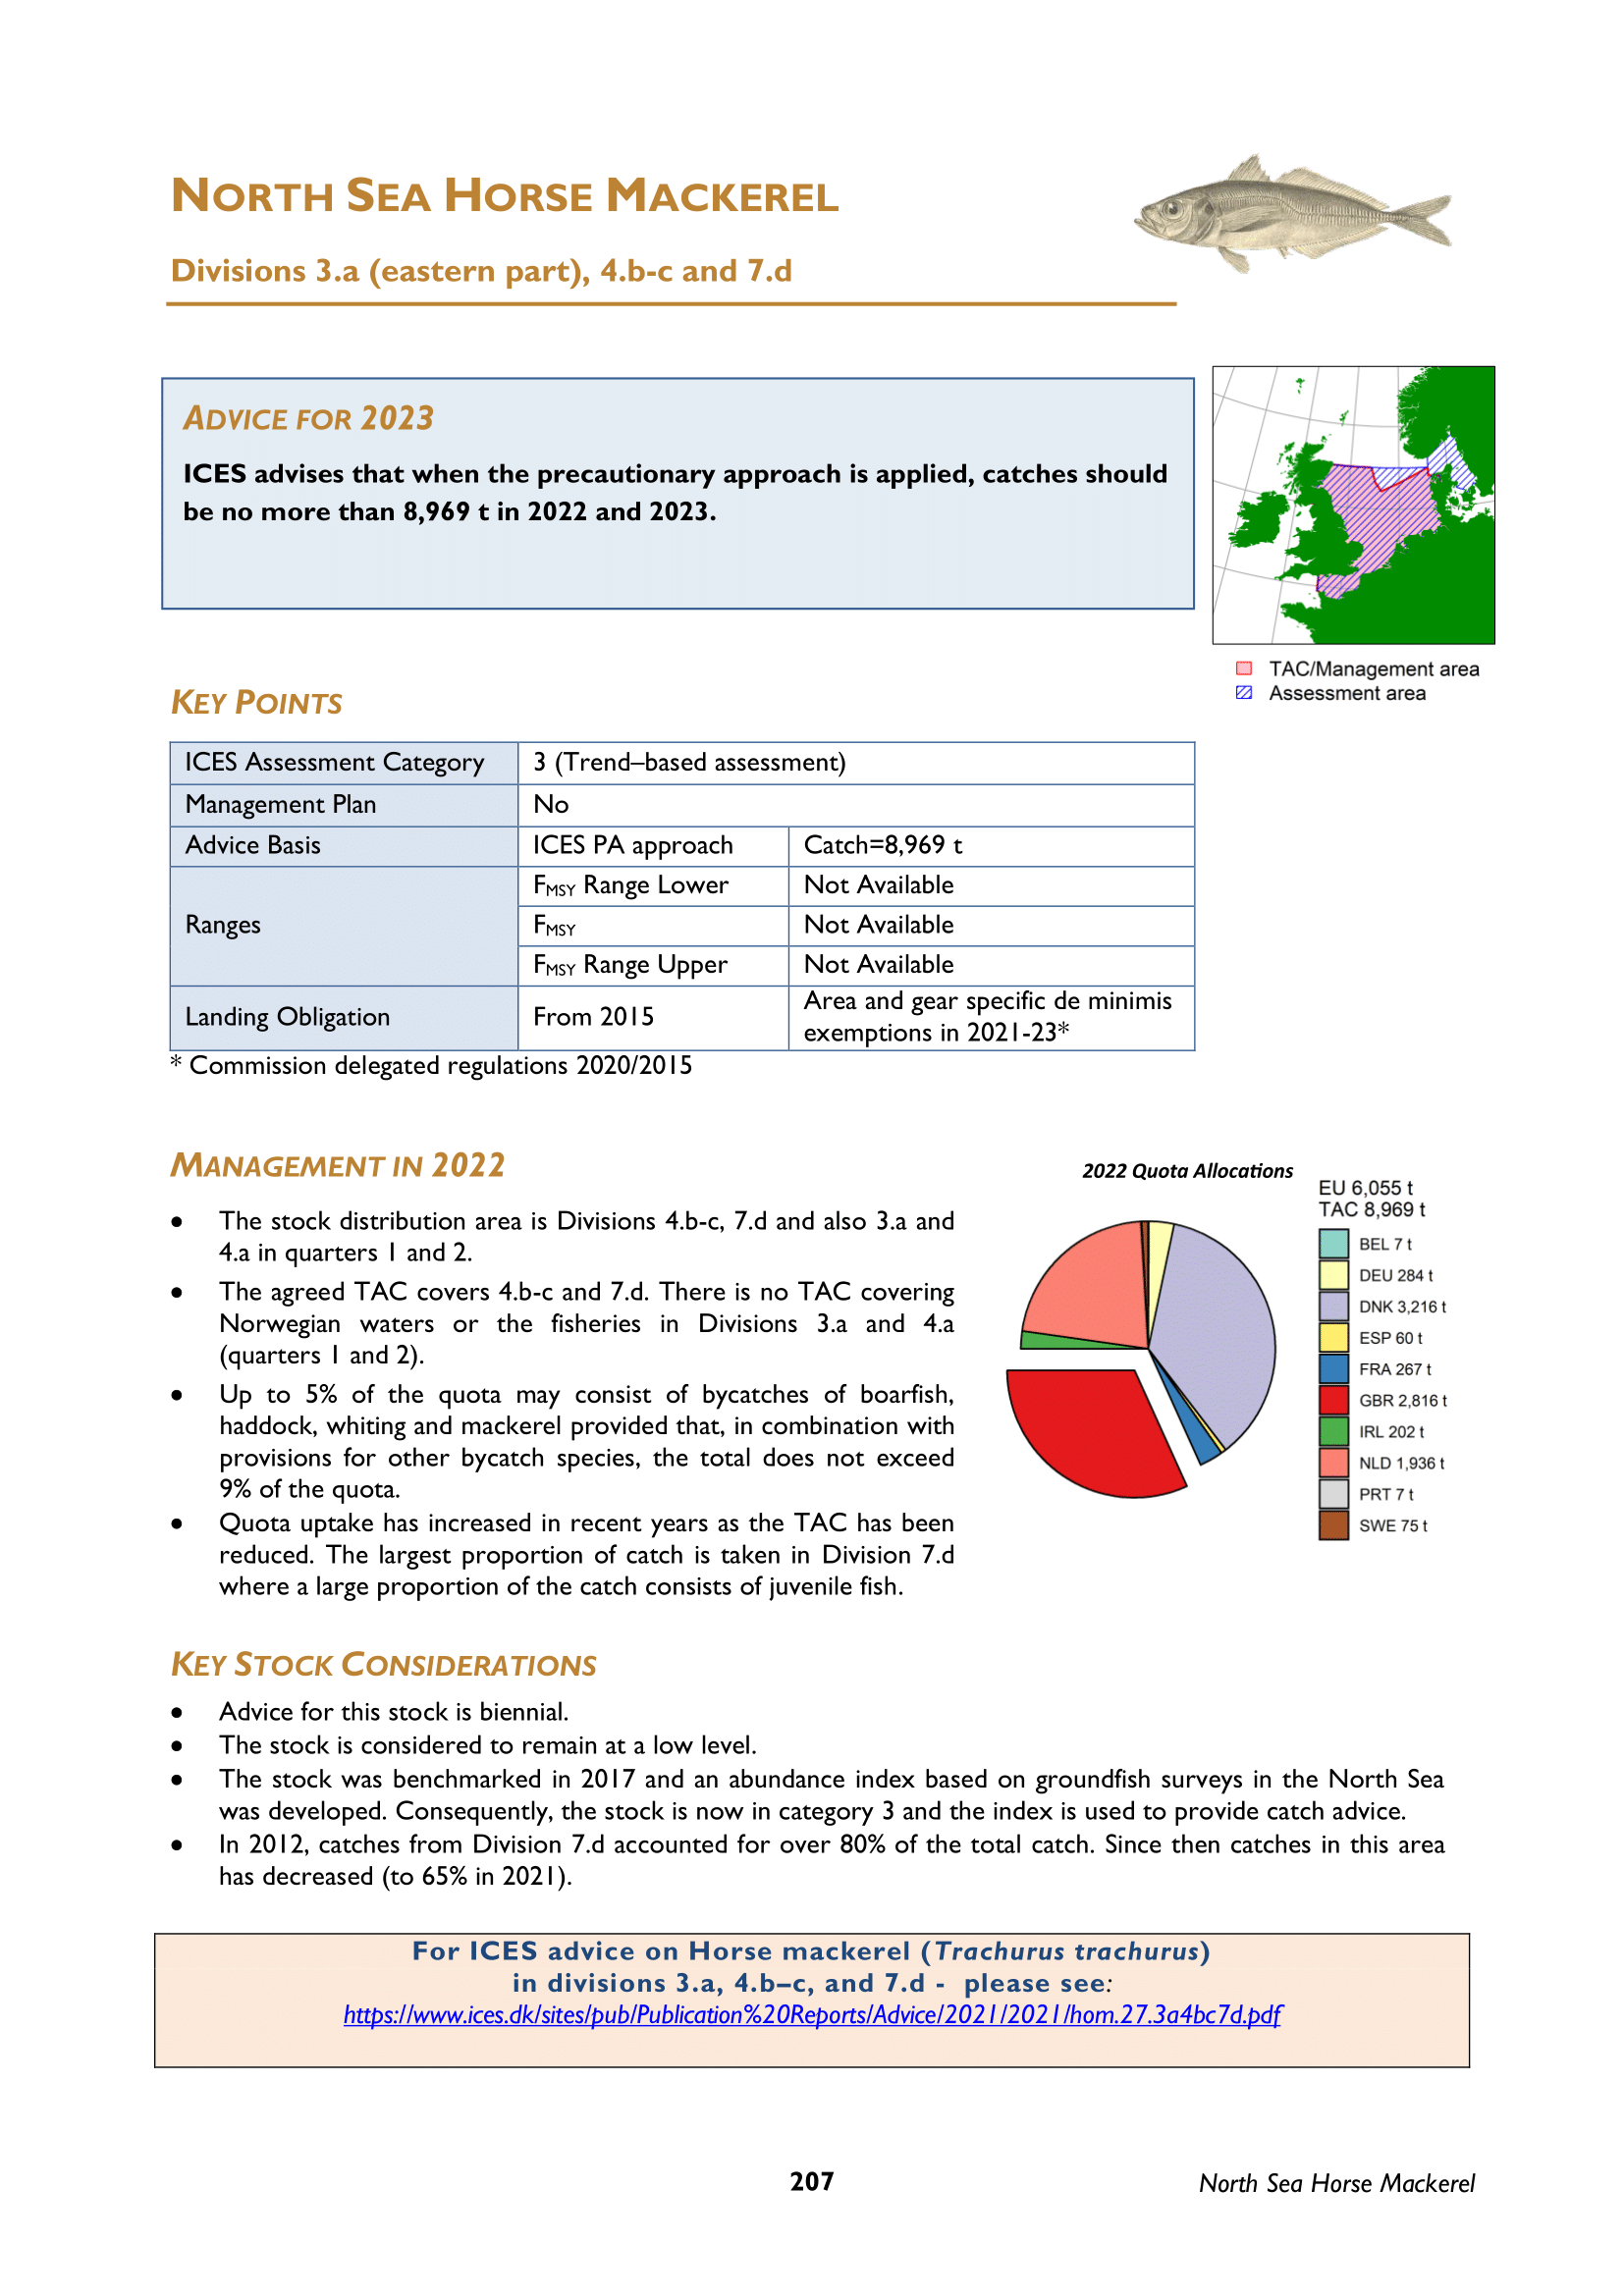 NORTH SEA HORSE MACKEREL
Divisions 3.a (eastern part), 4.b-c and 7.d
ADVICE FOR 2023
ICES advises that when the precautionary approach is applied, catches should
be no more than 8,969 t in 2022 and 2023.
TAC/Management area
Assessment area
KEY POINTS
ICES Assessment Category 3 (Trend–based assessment)
Management Plan No
Advice Basis ICES PA approach Catch=8,969 t
Ranges
FMSY Range Lower Not Available
FMSY Not Available
FMSY Range Upper Not Available
Landing Obligation From 2015 Area and gear specific de minimis
exemptions in 2021-23*
* Commission delegated regulations 2020/2015
MANAGEMENT IN 2022
• The stock distribution area is Divisions 4.b-c, 7.d and also 3.a and
4.a in quarters 1 and 2.
• The agreed TAC covers 4.b-c and 7.d. There is no TAC covering
Norwegian waters or the fisheries in Divisions 3.a and 4.a
(quarters 1 and 2).
• Up to 5% of the quota may consist of bycatches of boarfish,
haddock, whiting and mackerel provided that, in combination with
provisions for other bycatch species, the total does not exceed
9% of the quota.
• Quota uptake has increased in recent years as the TAC has been
reduced. The largest proportion of catch is taken in Division 7.d
where a large proportion of the catch consists of juvenile fish.
2022 Quota Allocations
EU 6,055 t
TAC 8,969 t
BEL 7 t
DEU 284 t
DNK 3,216 t
ESP 60 t
FRA 267 t
GBR 2,816 t
IRL 202 t
NLD 1,936 t
PRT 7 t
SWE 75 t
KEY STOCK CONSIDERATIONS
• Advice for this stock is biennial.
• The stock is considered to remain at a low level.
• The stock was benchmarked in 2017 and an abundance index based on groundfish surveys in the North Sea
was developed. Consequently, the stock is now in category 3 and the index is used to provide catch advice.
• In 2012, catches from Division 7.d accounted for over 80% of the total catch. Since then catches in this area
has decreased (to 65% in 2021).
For ICES advice on Horse mackerel (Trachurus trachurus)
in divisions 3.a, 4.b–c, and 7.d - please see:
https://www.ices.dk/sites/pub/Publication%20Reports/Advice/2021/2021/hom.27.3a4bc7d.pdf
207
North Sea Horse Mackerel